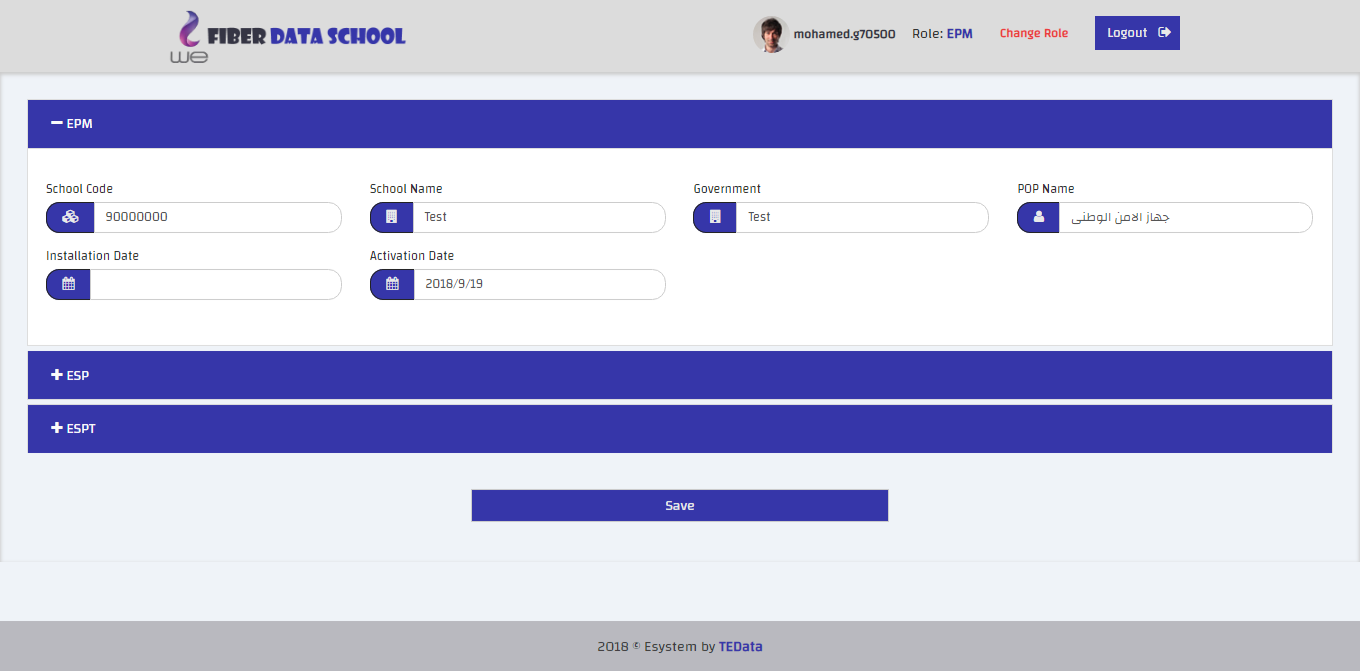 we FIBER DATA SCHOOL
mohamed.g70500 Role: EPM Change Role Logout
EPM
School Code School Name Government POP Name
90000000 Test Test جهاز الامن الوطنى
Installation Date Activation Date
2018/9/19
ESP
ESPT
Save
2018 © Esystem by TEData